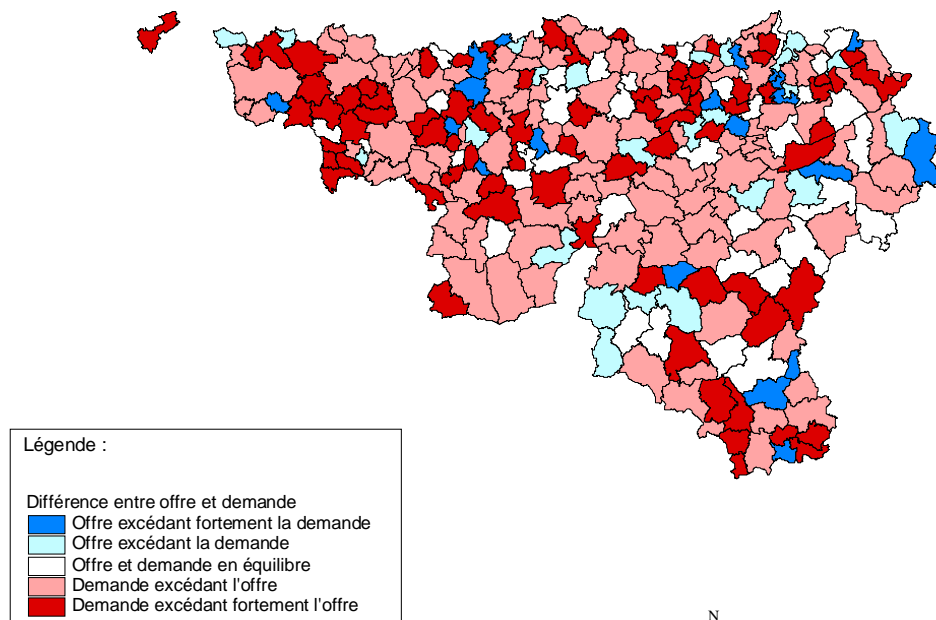 Légende :
Différence entre offre et demande
Offre excédant fortement la demande
Offre excédant la demande
Offre et demande en équilibre
Demande excédant l'offre
Demande excédant fortement l'offre
N